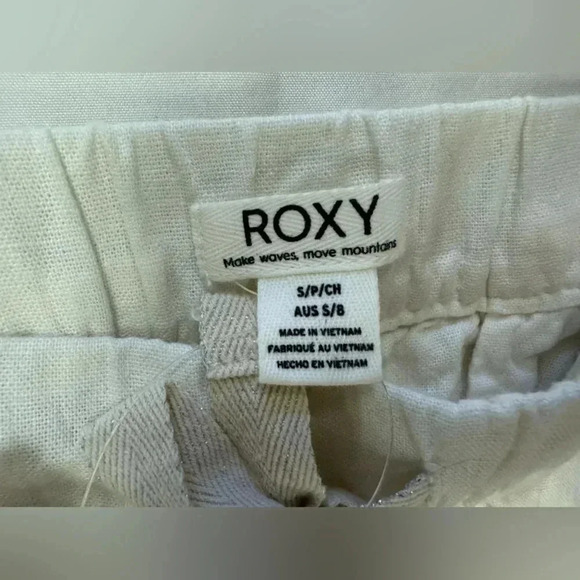 ROXY
Make waves, move mountains
S/P/CH
AUS S/8
MADE IN VIETNAM
FABRIQUÉ AU VIETNAM
HECHO EN VIETNAM